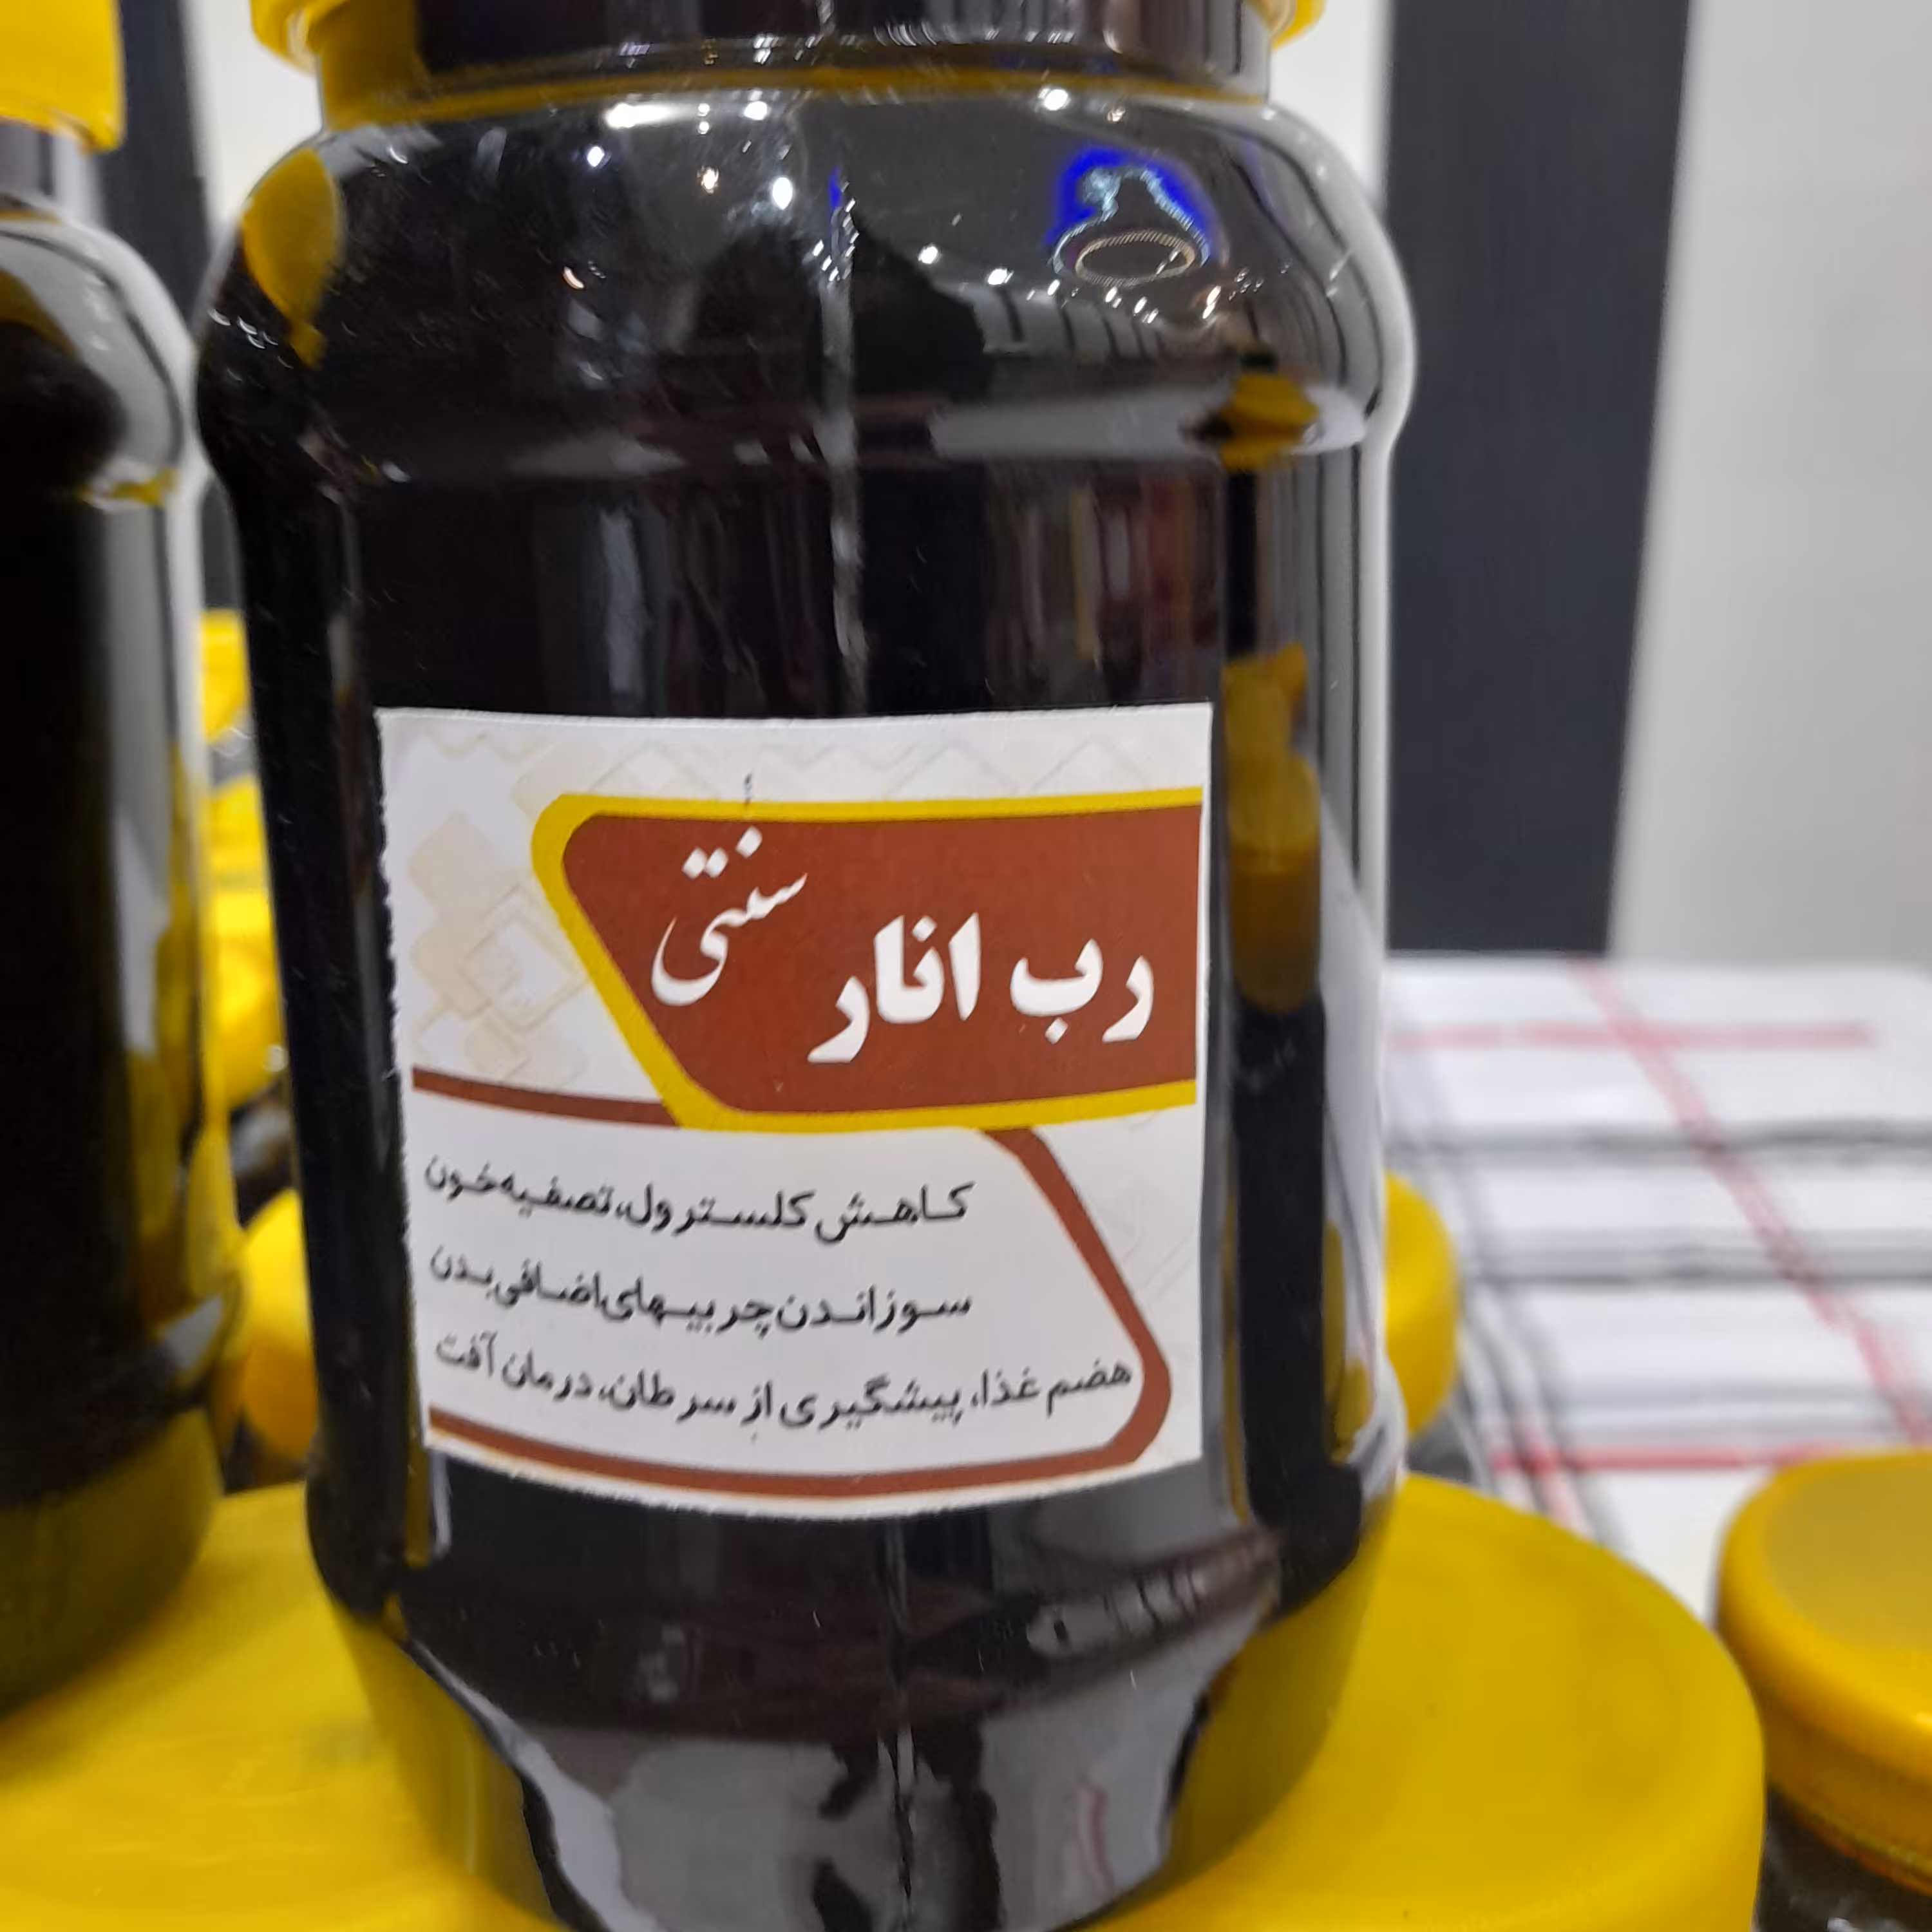 رب انار سنتی
کاهش کلسترول، تصفیه خون
سوزاندن چربیهای اضافی بدن
هضم غذا، پیشگیری از سرطان، درمان آفت